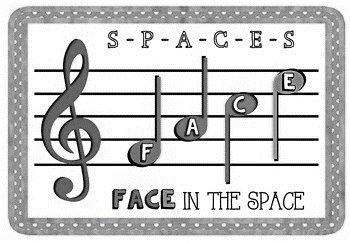 S-P-A-C-E-S
F A C E
FACE IN THE SPACE